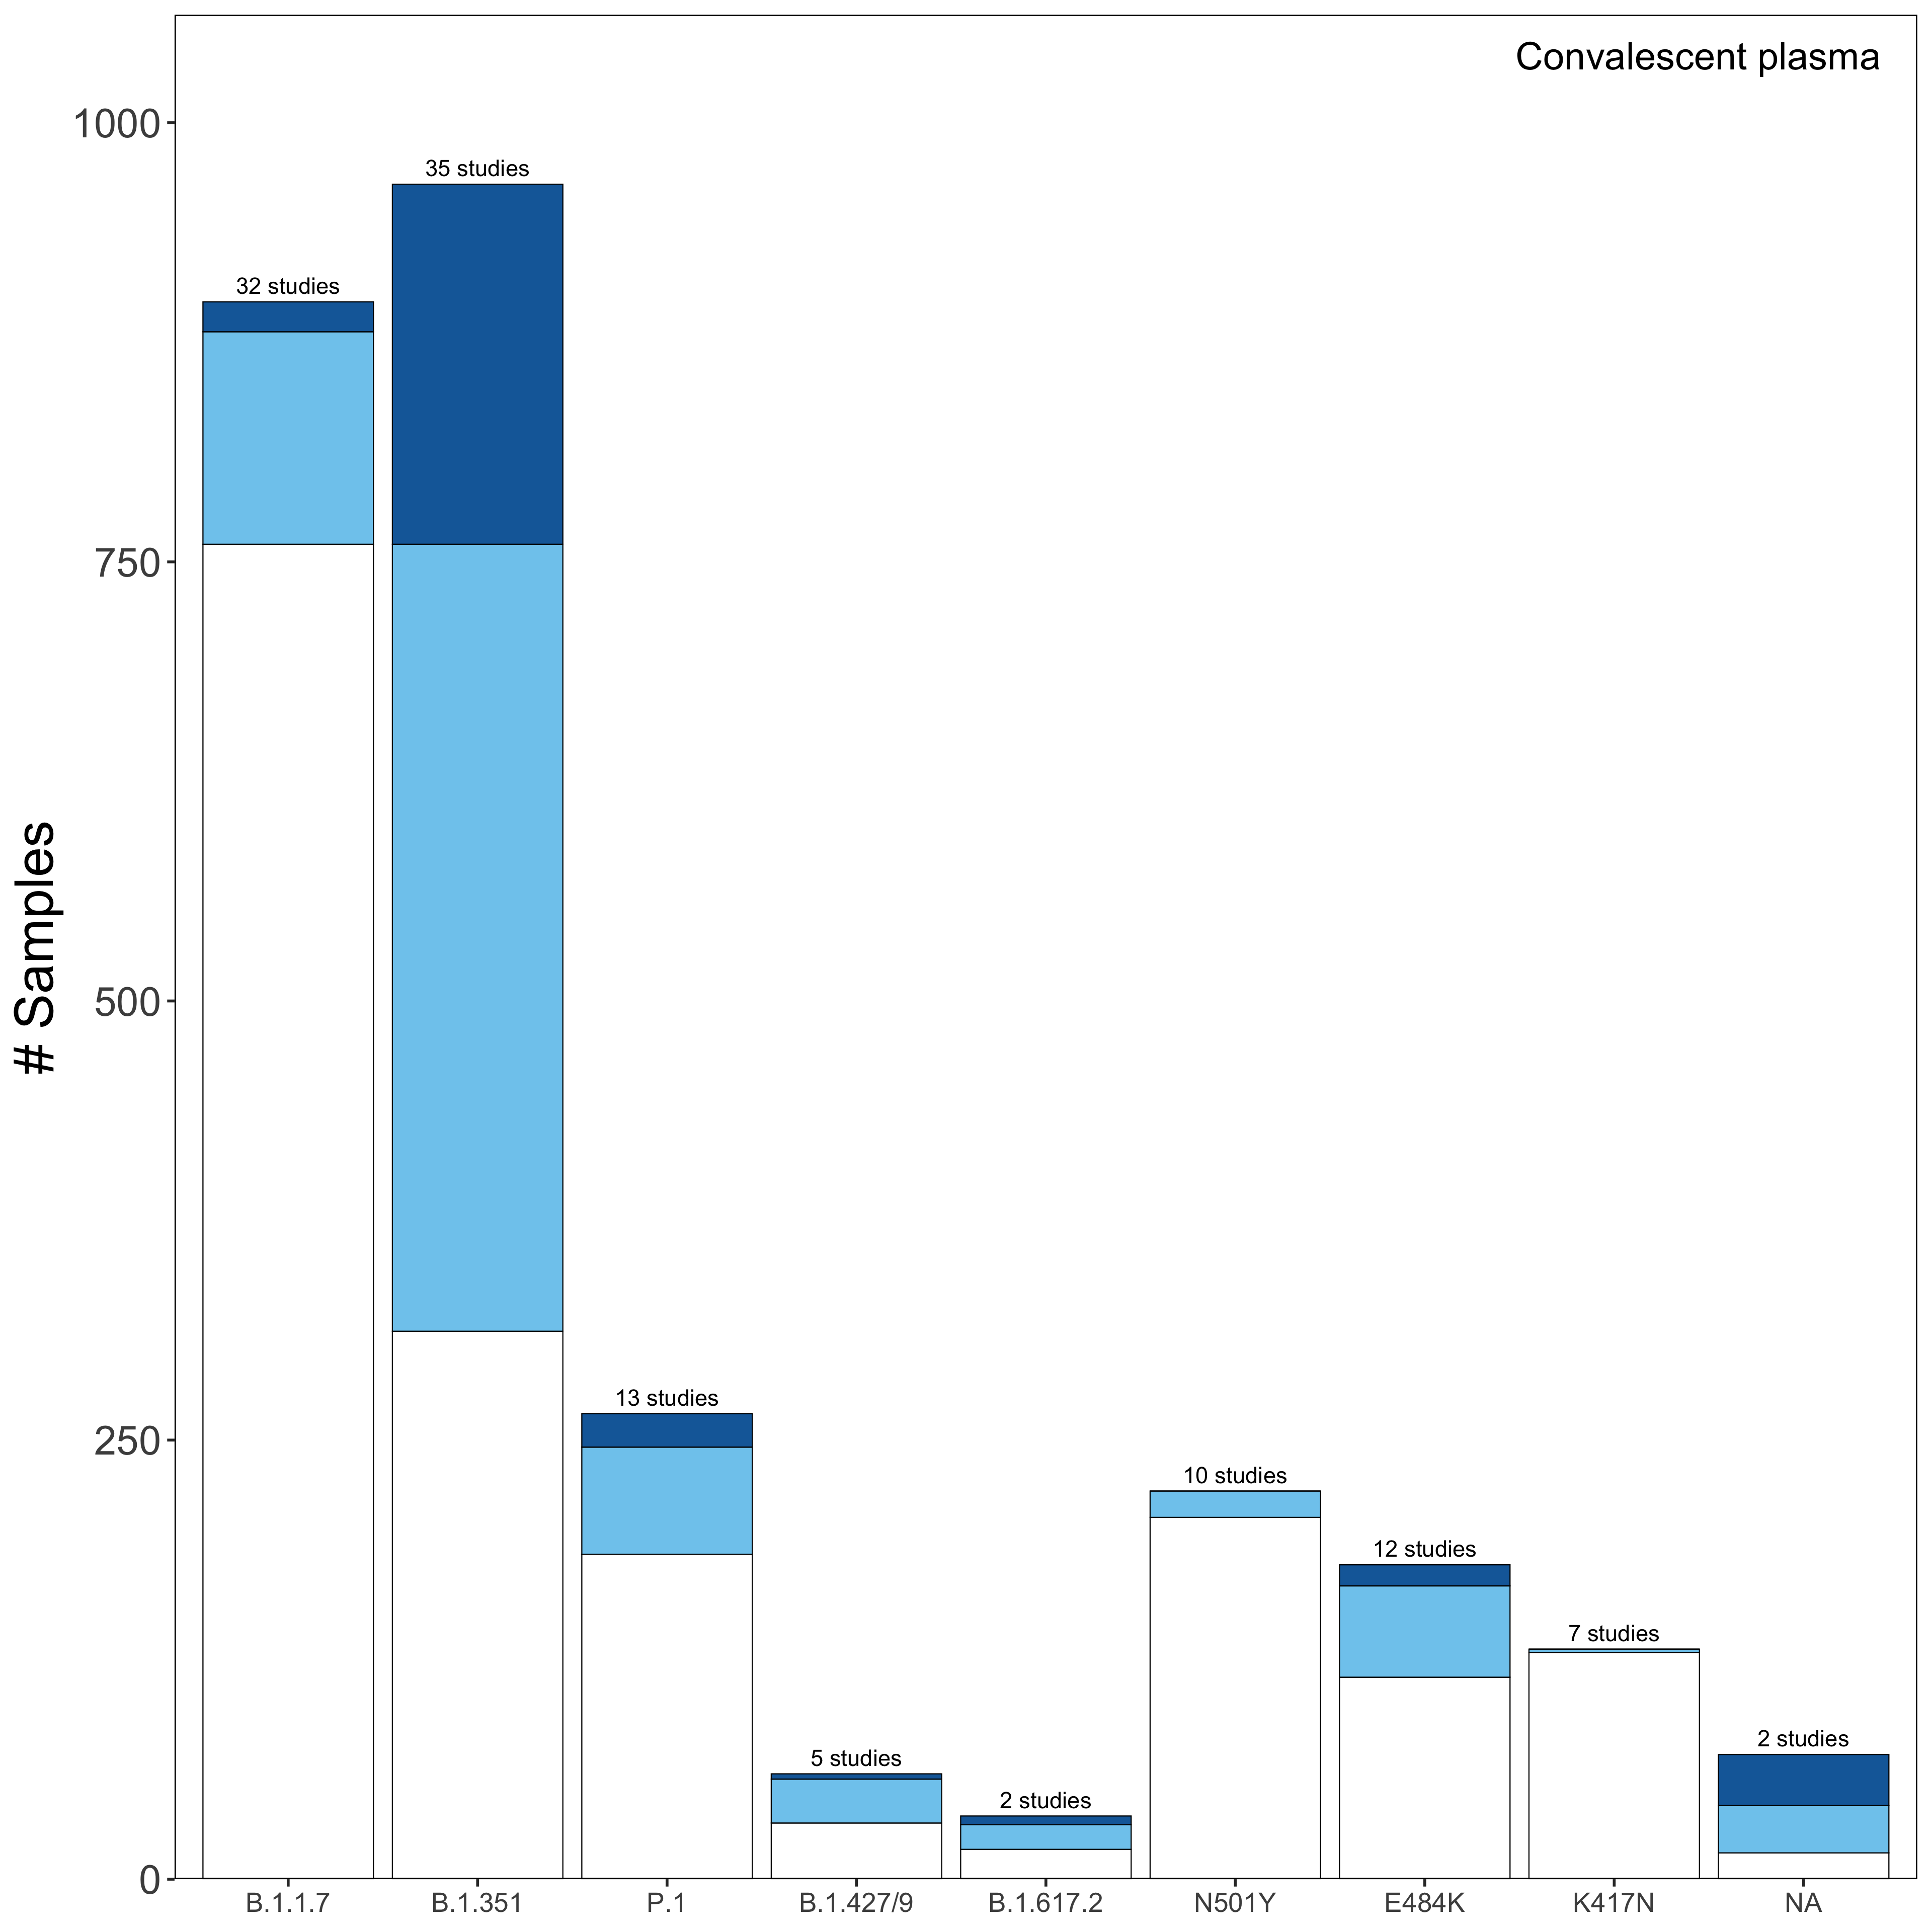 Convalescent plasma
# Samples
1000
750
500
250
0
32 studies
35 studies
13 studies
5 studies
2 studies
10 studies
12 studies
7 studies
2 studies
B.1.1.7
B.1.351
P.1
B.1.427/9
B.1.617.2
N501Y
E484K
K417N
NA